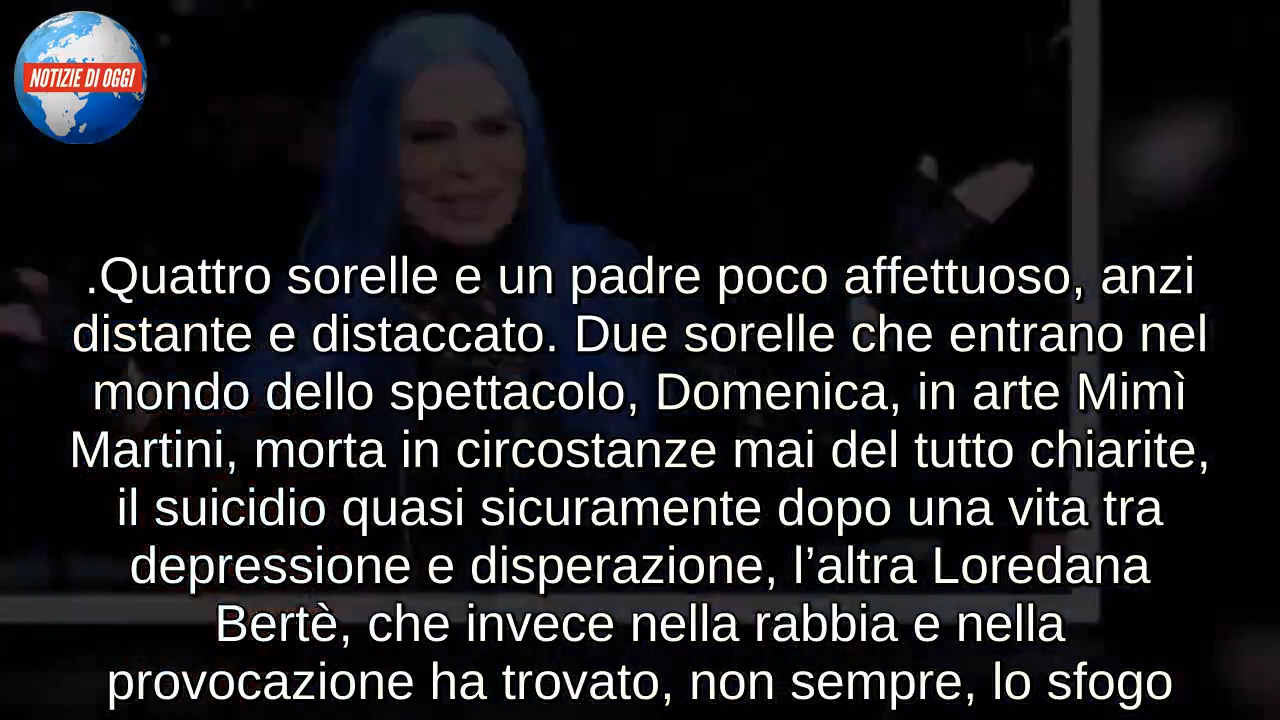 NOTIZIE DI OGGI
.Quattro sorelle e un padre poco affettuoso, anzi
distante e distaccato. Due sorelle che entrano nel
mondo dello spettacolo, Domenica, in arte Mimì
Martini, morta in circostanze mai del tutto chiarite,
il suicidio quasi sicuramente dopo una vita tra
depressione e disperazione, l’altra Loredana
Bertè, che invece nella rabbia e nella
provocazione ha trovato, non sempre, lo sfogo